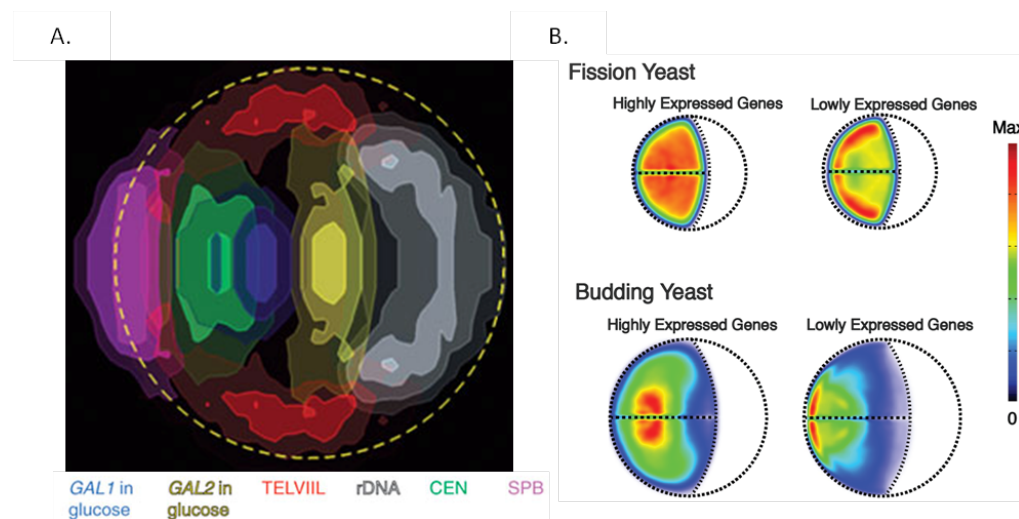 A.
B.
Fission Yeast
Highly Expressed Genes
Lowly Expressed Genes
Max
Budding Yeast
Highly Expressed Genes
Lowly Expressed Genes
0
GAL1 in
glucose
GAL2 in
glucose
TELVIIL
rDNA
CEN
SPB